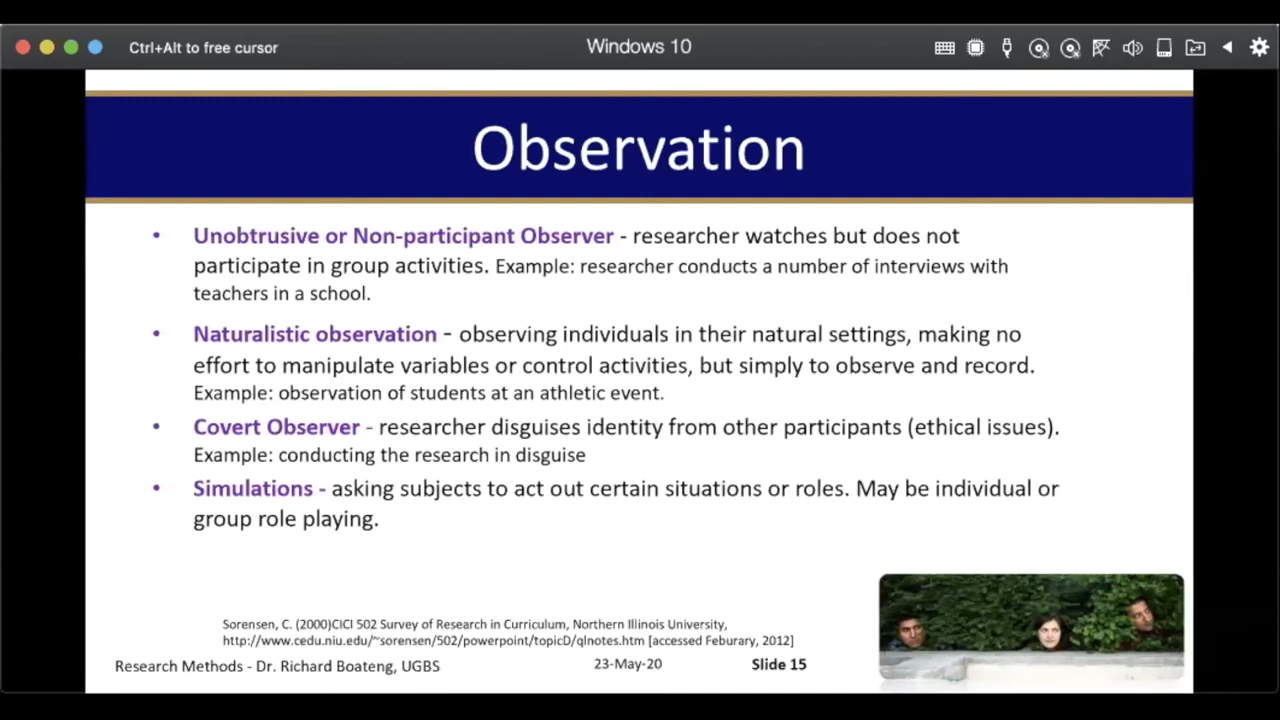 Ctrl+Alt to free cursor
Windows 10
Observation
• Unobtrusive or Non-participant Observer - researcher watches but does not
participate in group activities. Example: researcher conducts a number of interviews with
teachers in a school.
• Naturalistic observation - observing individuals in their natural settings, making no
effort to manipulate variables or control activities, but simply to observe and record.
Example: observation of students at an athletic event.
• Covert Observer - researcher disguises identity from other participants (ethical issues).
Example: conducting the research in disguise
• Simulations - asking subjects to act out certain situations or roles. May be individual or
group role playing.
Sorensen, C. (2000)CICI 502 Survey of Research in Curriculum, Northern Illinois University,
http://www.cedu.niu.edu/~sorensen/502/powerpoint/topicD/qlnotes.htm [accessed Feburary, 2012]
Research Methods - Dr. Richard Boateng, UGBS
23-May-20
Slide 15